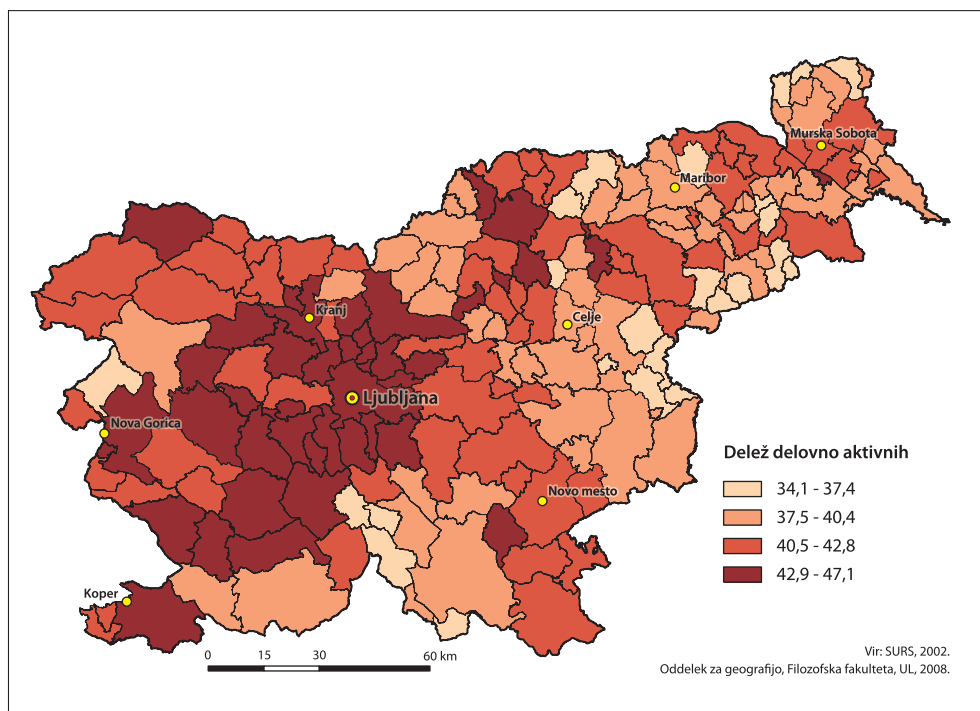 Murska Sobota
Maribor
Kranj
Celje
Ljubljana
Nova Gorica
Novo mesto
Koper
Delež delovno aktivnih
34,1 - 37,4
37,5 - 40,4
40,5 - 42,8
42,9 - 47,1
0 15 30 60 km
Vir: SURS, 2002.
Oddelek za geografijo, Filozofska fakulteta, UL, 2008.